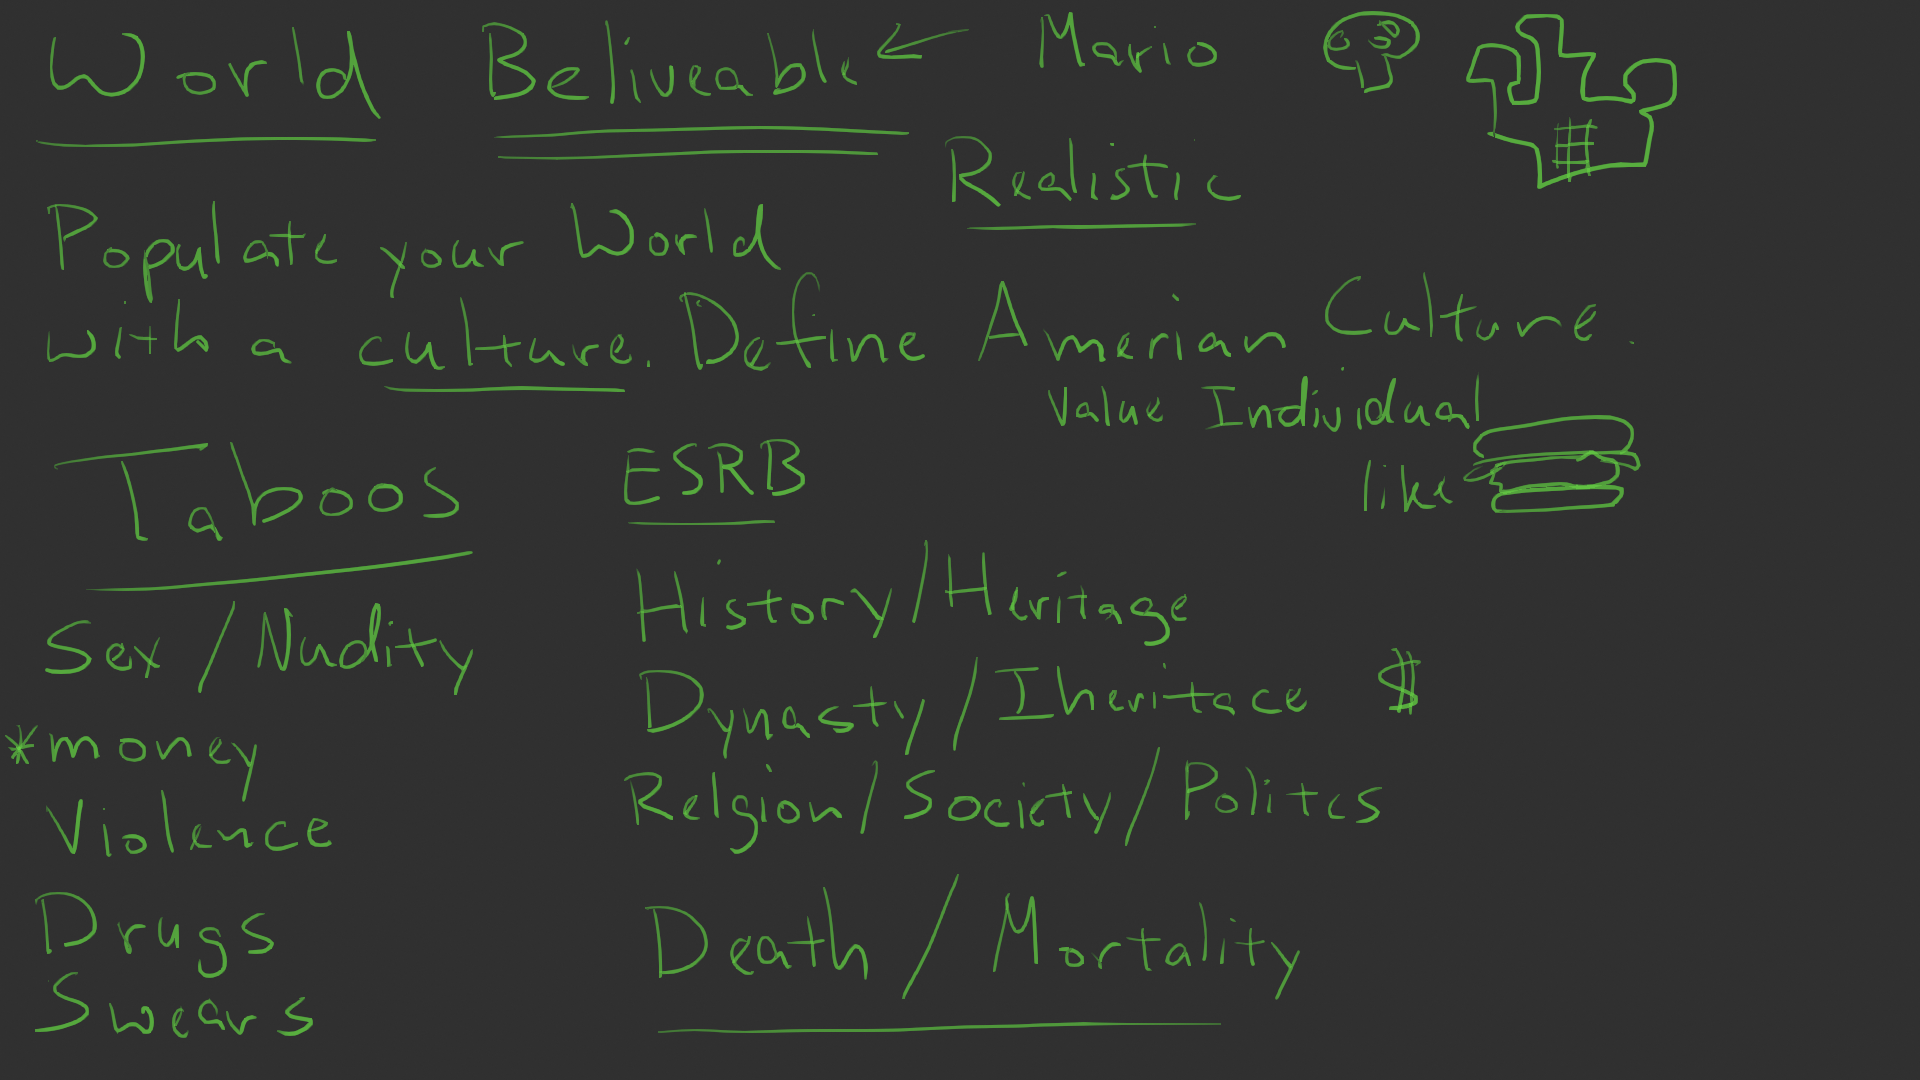 World Beliveable Mario
Realistic
Populate your World
with a culture. Define Amerian Culture.
Value Individual
like
Taboos
ESRB
Sex/Nudity
*money
Violence
Drugs
Swears
History/Heritage
Dynasty/Iheritace $
Relgion/Society/Politcs
Death/Mortality